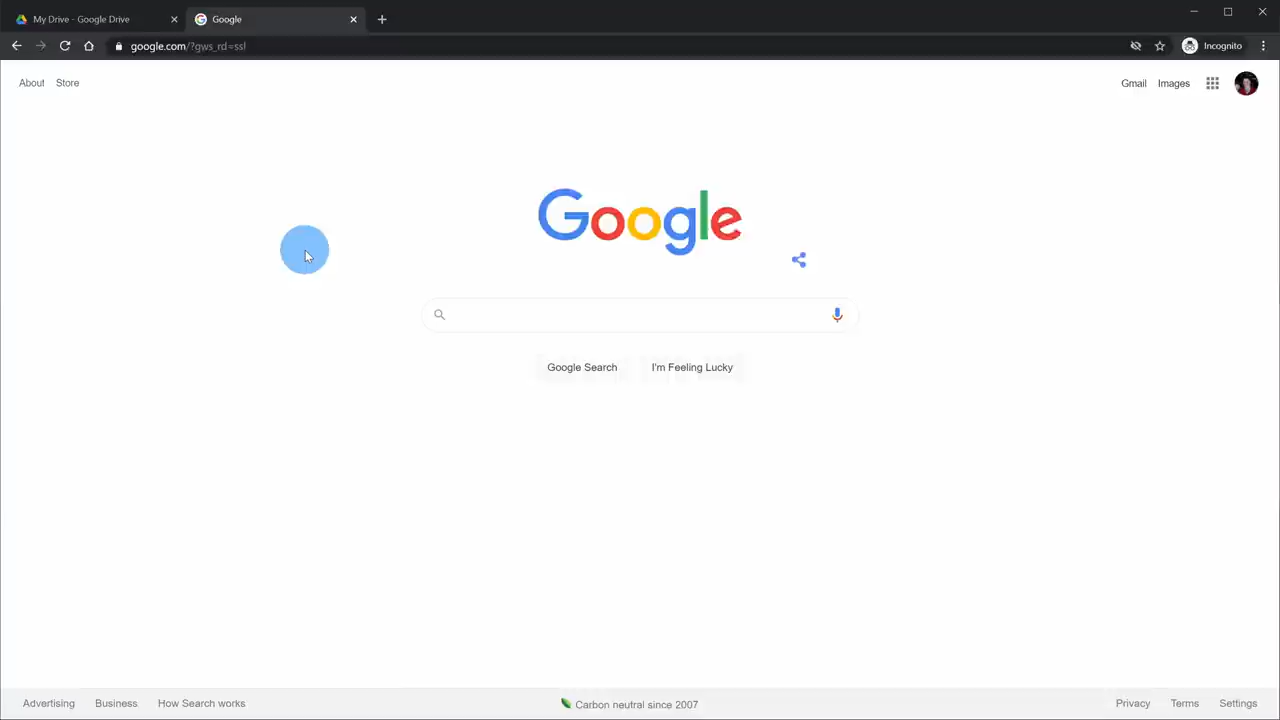 My Drive - Google Drive
Google
google.com/?gws_rd=ssl
Incognito
About
Store
Gmail
Images
Google
Google Search
I'm Feeling Lucky
Advertising
Business
How Search works
Carbon neutral since 2007
Privacy
Terms
Settings